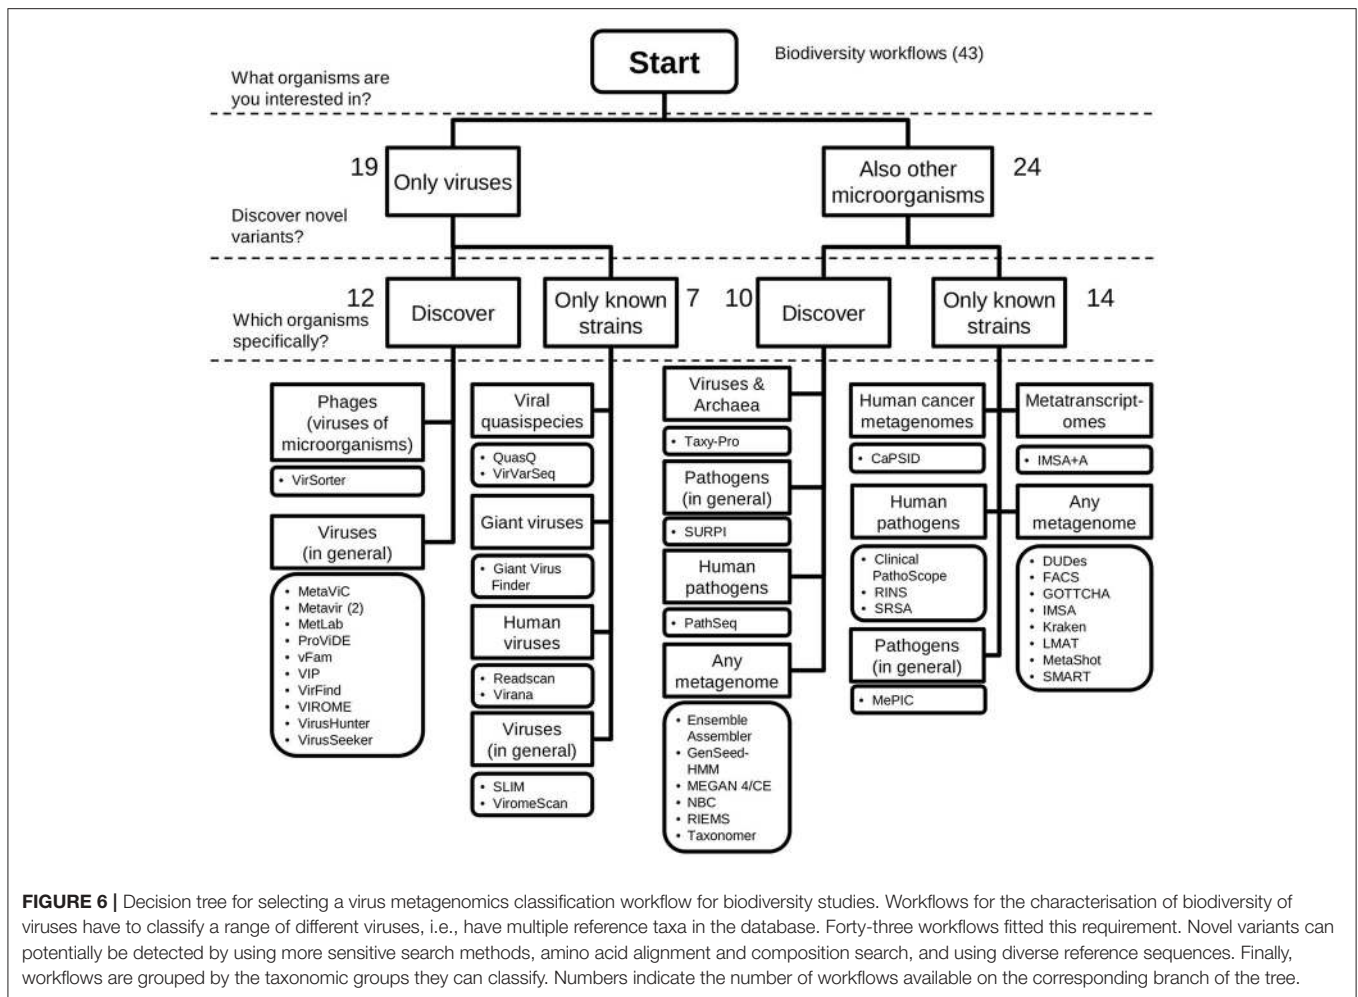 Start
Biodiversity workflows (43)
What organisms are
you interested in?
19
Only viruses
Also other
microorganisms
24
Discover novel
variants?
12
Discover
Only known
strains
7
10
Discover
Only known
strains
14
Which organisms
specifically?
Phages
(viruses of
microorganisms)
• VirSorter
Viruses
(in general)
• MetaViC
• Metavir (2)
• MetLab
• ProViDE
• vFam
• VIP
• VirFind
• VIROME
• VirusHunter
• VirusSeeker
Viral
quasispecies
• QuasQ
• VirVarSeq
Giant viruses
• Giant Virus
Finder
Human
viruses
• Readscan
• Virana
Viruses
(in general)
• SLIM
• ViromeScan
Viruses &
Archaea
• Taxy-Pro
Pathogens
(in general)
• SURPI
Human
pathogens
• PathSeq
Any
metagenome
• Ensemble
Assembler
• GenSeed-
HMM
• MEGAN 4/CE
• NBC
• RIEMS
• Taxonomer
Human cancer
metagenomes
• CaPSID
Human
pathogens
• Clinical
PathoScope
• RINS
• SRSA
Pathogens
(in general)
• MePIC
Metatranscript-
omes
• IMSA+A
Any
metagenome
• DUDes
• FACS
• GOTTCHA
• IMSA
• Kraken
• LMAT
• MetaShot
• SMART
FIGURE 6 | Decision tree for selecting a virus metagenomics classification workflow for biodiversity studies. Workflows for the characterisation of biodiversity of
viruses have to classify a range of different viruses, i.e., have multiple reference taxa in the database. Forty-three workflows fitted this requirement. Novel variants can
potentially be detected by using more sensitive search methods, amino acid alignment and composition search, and using diverse reference sequences. Finally,
workflows are grouped by the taxonomic groups they can classify. Numbers indicate the number of workflows available on the corresponding branch of the tree.